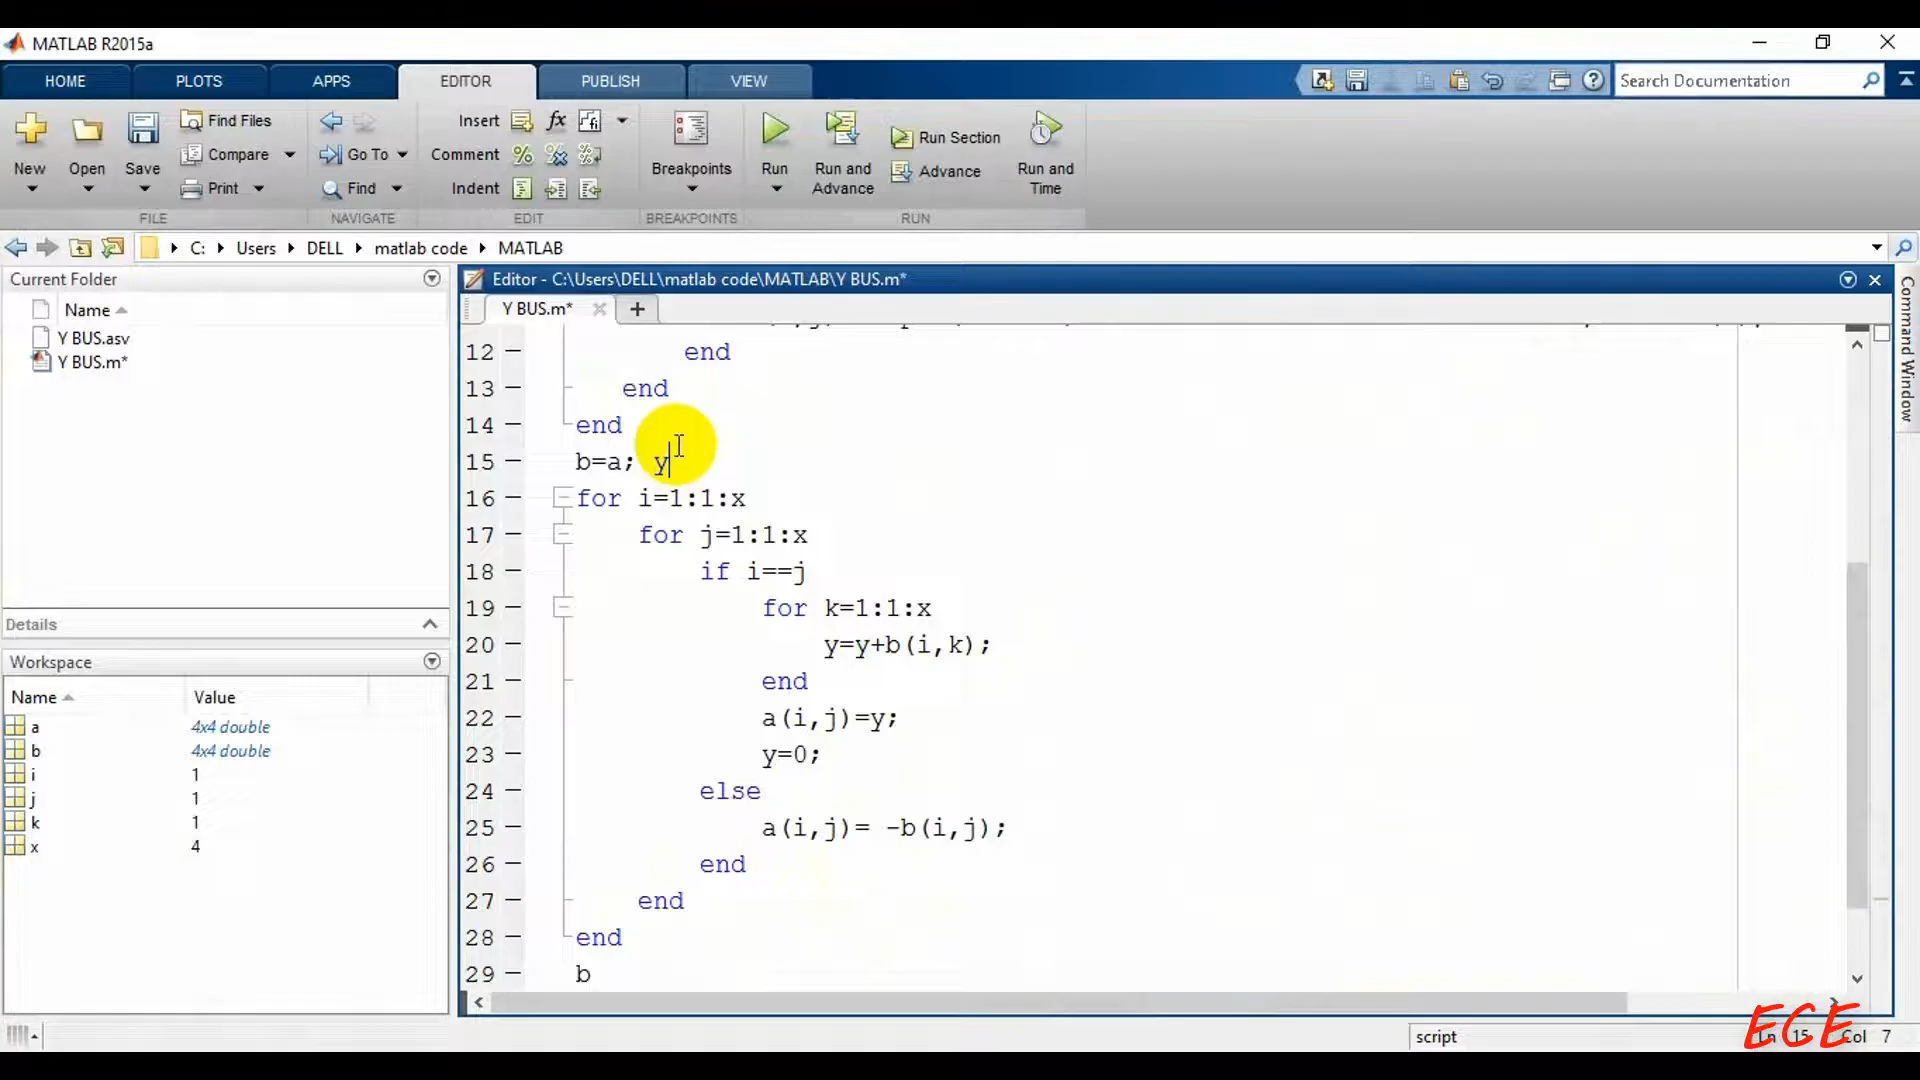 MATLAB R2015a
HOME PLOTS APPS EDITOR PUBLISH VIEW Search Documentation
New Open Save Find Files Compare Print
Go To Find
Insert fx Comment % Indent
Breakpoints Run Run and Advance Run Section Advance Run and Time
FILE NAVIGATE EDIT BREAKPOINTS RUN
C: Users DELL matlab code MATLAB
Current Folder
Name
Y BUS.asv
Y BUS.m*
Details
Workspace
Name Value
a 4x4 double
b 4x4 double
i 1
j 1
k 1
x 4
Editor - C:\Users\DELL\matlab code\MATLAB\Y BUS.m*
Y BUS.m*
12 end
13 end
14 end
15 b=a; y
16 for i=1:1:x
17 for j=1:1:x
18 if i==j
19 for k=1:1:x
20 y=y+b(i,k);
21 end
22 a(i,j)=y;
23 y=0;
24 else
25 a(i,j)= -b(i,j);
26 end
27 end
28 end
29 b
Command Window
script Ln 15 Col 7
ECE